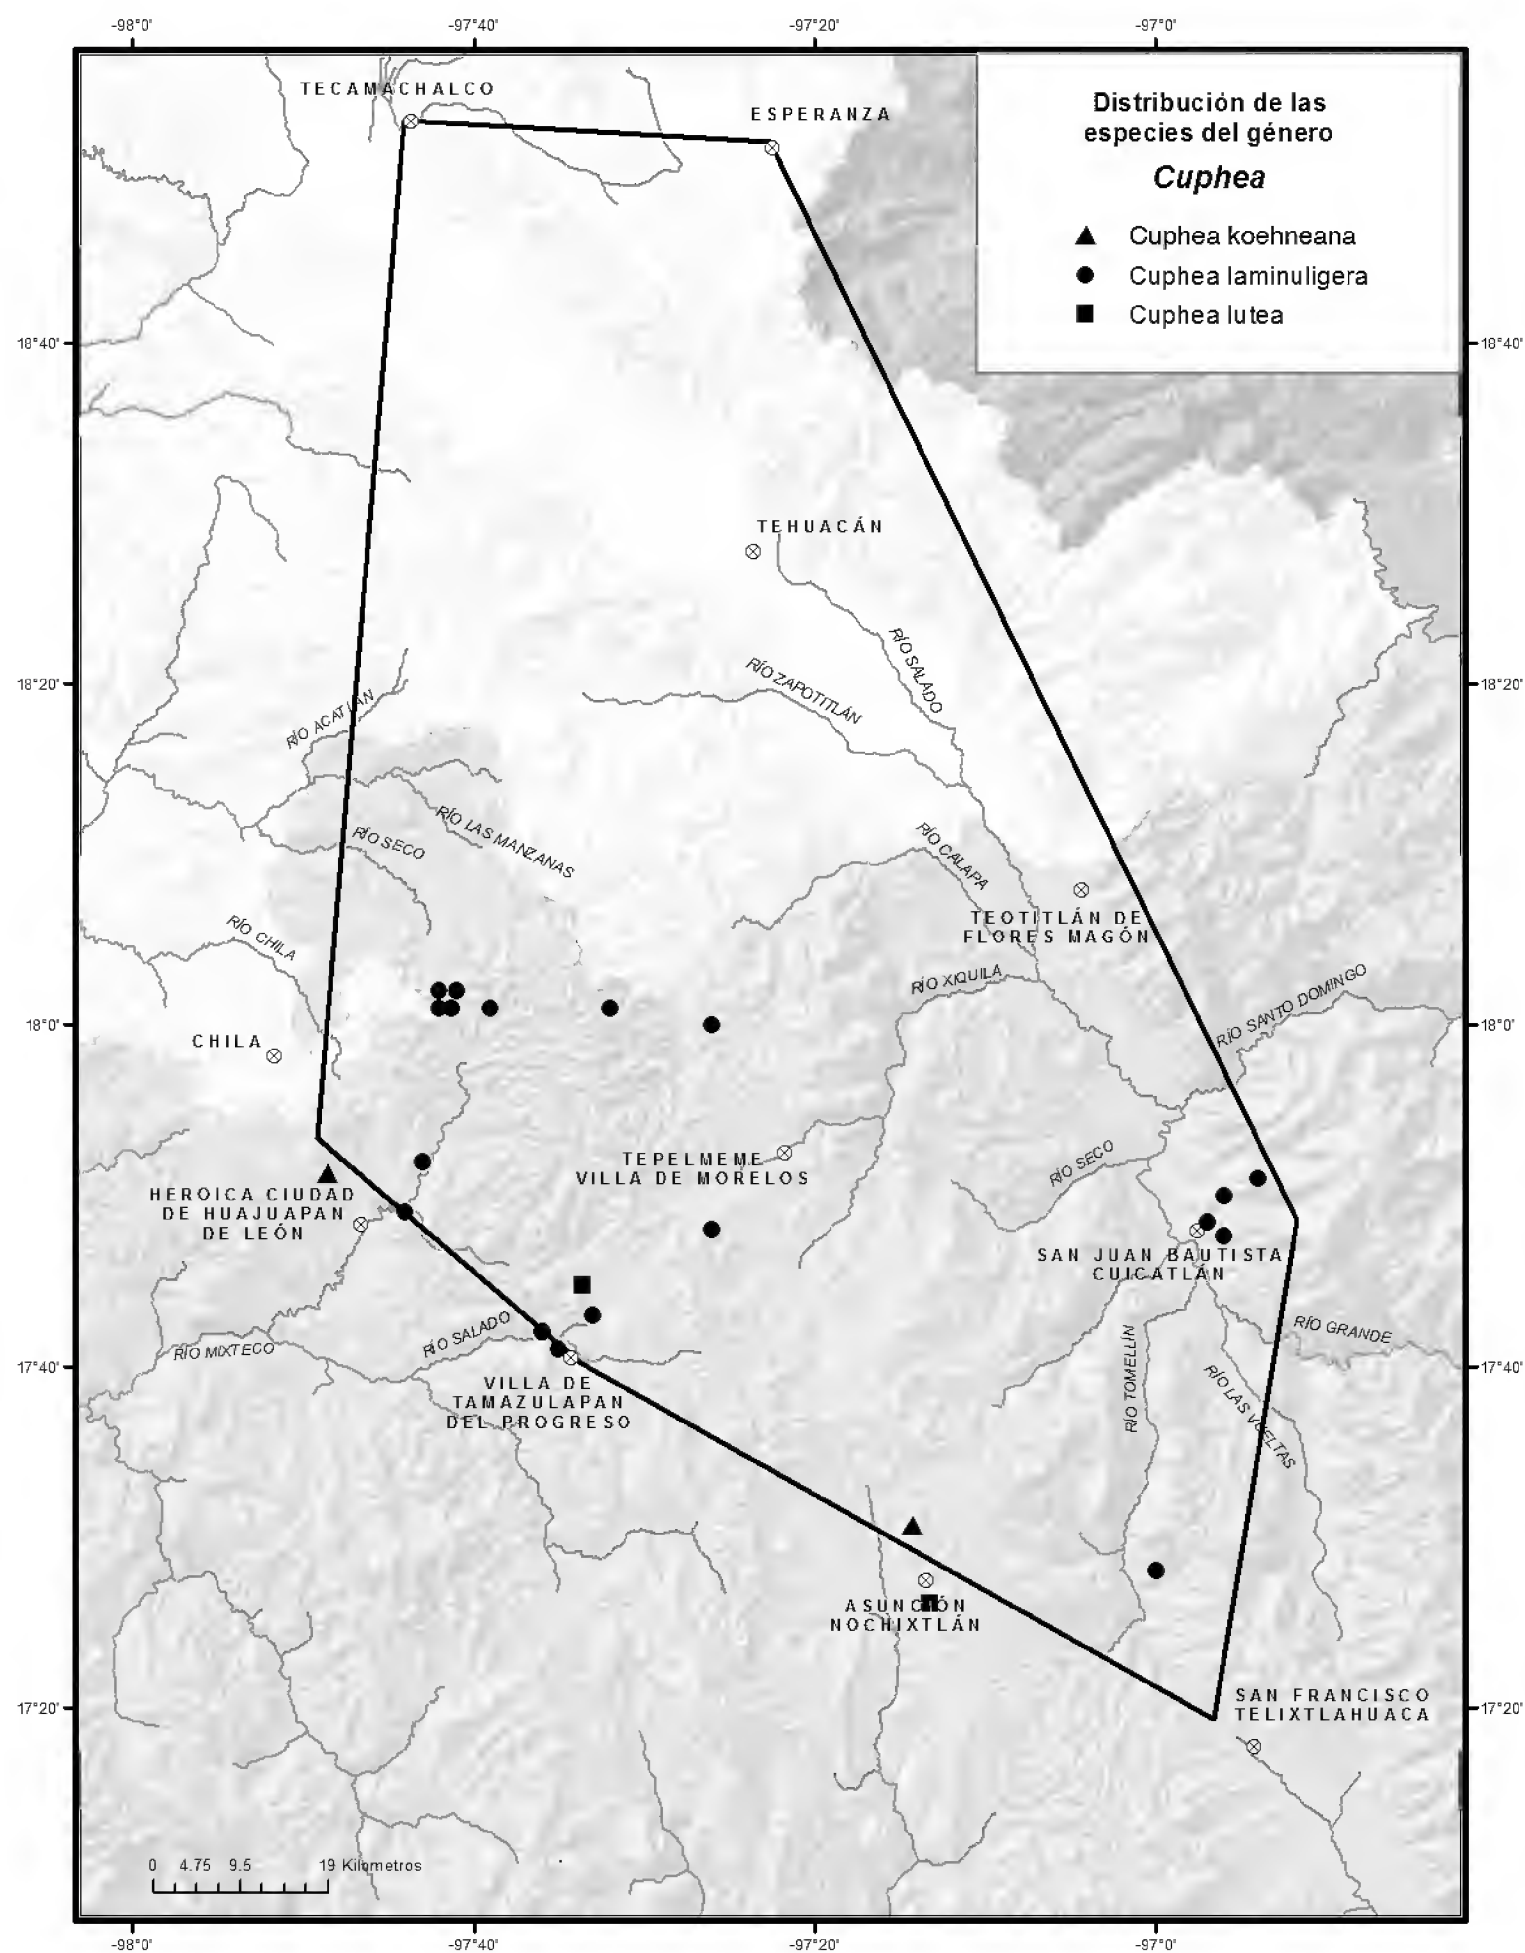 -98°0' -97°40' -97°20' -97°0'
TECAMACHALCO
ESPERANZA
Distribución de las
especies del género
Cuphea
Cuphea koehneana
Cuphea laminuligera
Cuphea lutea
18°40' 18°40'
TEHUACÁN
RÍO SALADO
18°20' 18°20'
RÍO ZAPOTITLÁN
RÍO ACATLÁN
RÍO LAS MANZANAS
RÍO SECO
RÍO CALAPA
TEOTITLÁN DE
FLORES MAGÓN
RÍO CHILA
RÍO XIQUILA
RÍO SANTO DOMINGO
18°0' 18°0'
CHILA
TEPELMEME
VILLA DE MORELOS
RÍO SECO
HEROICA CIUDAD
DE HUAJUAPAN
DE LEÓN
SAN JUAN BAUTISTA
CUICATLÁN
RÍO SALADO
RÍO MIXTECO
RÍO GRANDE
17°40' 17°40'
RÍO TOMELLÍN
RÍO LAS VUELTAS
VILLA DE
TAMAZULAPAN
DEL PROGRESO
ASUNCIÓN
NOCHIXTLÁN
17°20' 17°20'
SAN FRANCISCO
TELIXTLAHUACA
0 4.75 9.5 19 Kilometros
-98°0' -97°40' -97°20' -97°0'